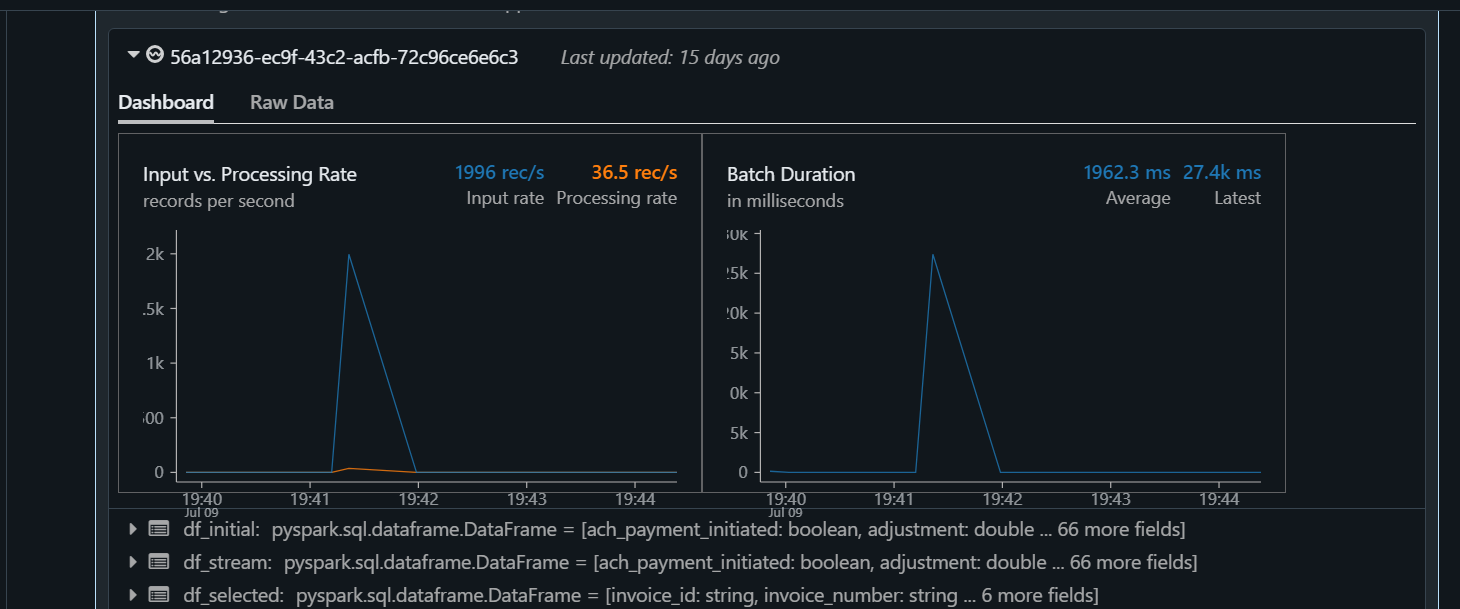 56a12936-ec9f-43c2-acfb-72c96ce6e6c3 Last updated: 15 days ago
Dashboard Raw Data
Input vs. Processing Rate 1996 rec/s 36.5 rec/s
records per second Input rate Processing rate
2k
.5k
1k
500
0
19:40 19:41 19:42 19:43 19:44
Jul 09
Batch Duration 1962.3 ms 27.4k ms
in milliseconds Average Latest
30k
25k
20k
5k
0k
5k
0
19:40 19:41 19:42 19:43 19:44
Jul 09
df_initial: pyspark.sql.dataframe.DataFrame = [ach_payment_initiated: boolean, adjustment: double ... 66 more fields]
df_stream: pyspark.sql.dataframe.DataFrame = [ach_payment_initiated: boolean, adjustment: double ... 66 more fields]
df_selected: pyspark.sql.dataframe.DataFrame = [invoice_id: string, invoice_number: string ... 6 more fields]